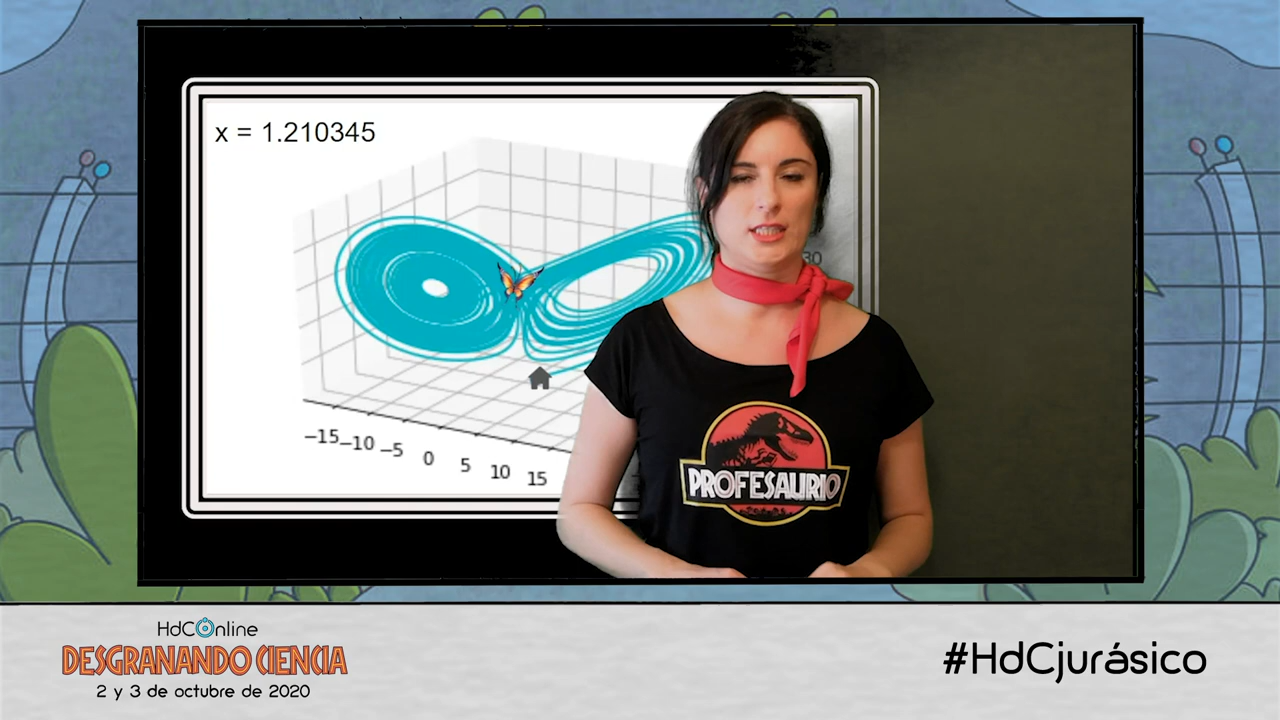 x = 1.210345
30
−15 −10 −5 0 5 10 15
PROFESAURIO
HdCOnline
DESGRANANDO CIENCIA
2 y 3 de octubre de 2020
#HdCjurásico